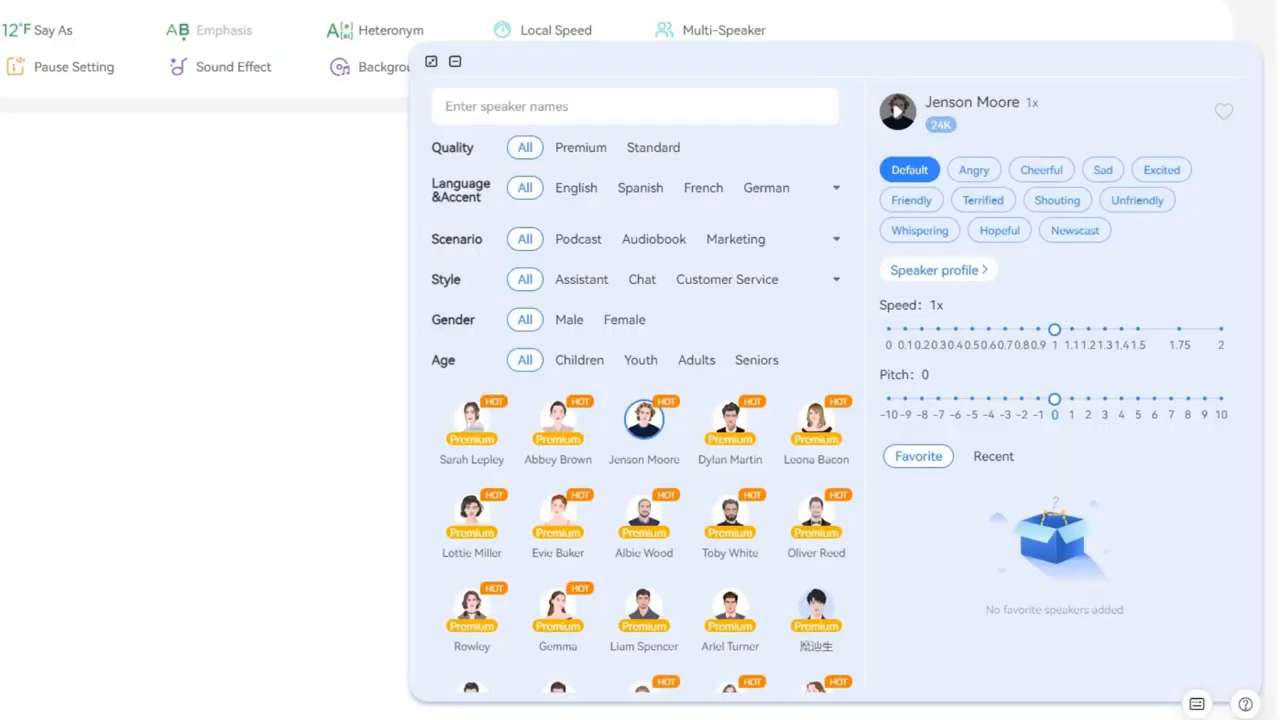 12°F Say As
AB Emphasis
A Heteronym
Local Speed
Multi-Speaker
Pause Setting
Sound Effect
Backgrou
Enter speaker names
Quality All Premium Standard
Language &Accent All English Spanish French German
Scenario All Podcast Audiobook Marketing
Style All Assistant Chat Customer Service
Gender All Male Female
Age All Children Youth Adults Seniors
HOT HOT HOT HOT HOT
Premium Premium Premium Premium
Sarah Lepley Abbey Brown Jenson Moore Dylan Martin Leona Bacon
HOT HOT HOT HOT HOT
Premium Premium Premium Premium Premium
Lottie Miller Evie Baker Albie Wood Toby White Oliver Reed
HOT HOT
Premium Premium Premium Premium Premium
Rowley Gemma Liam Spencer Ariel Turner 魔迪生
HOT HOT HOT
Jenson Moore 1x
24K
Default Angry Cheerful Sad Excited
Friendly Terrified Shouting Unfriendly
Whispering Hopeful Newscast
Speaker profile >
Speed: 1x
0 0.1 0.2 0.3 0.4 0.5 0.6 0.7 0.8 0.9 1 1.1 1.2 1.3 1.4 1.5 1.75 2
Pitch: 0
-10 -9 -8 -7 -6 -5 -4 -3 -2 -1 0 1 2 3 4 5 6 7 8 9 10
Favorite Recent
?
No favorite speakers added
?